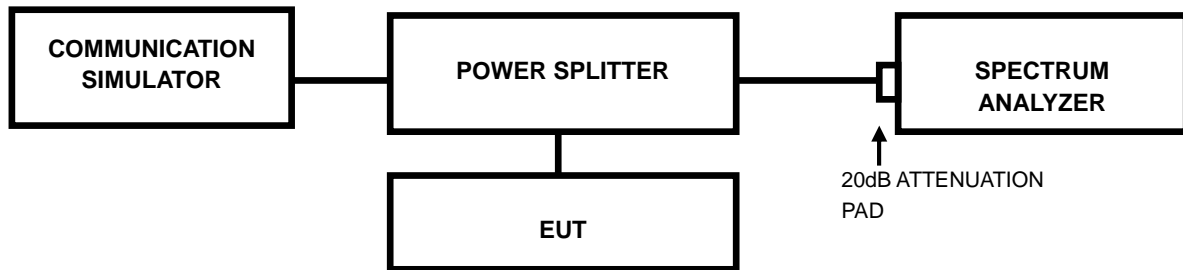 COMMUNICATION
SIMULATOR
POWER SPLITTER
SPECTRUM
ANALYZER
20dB ATTENUATION
PAD
EUT